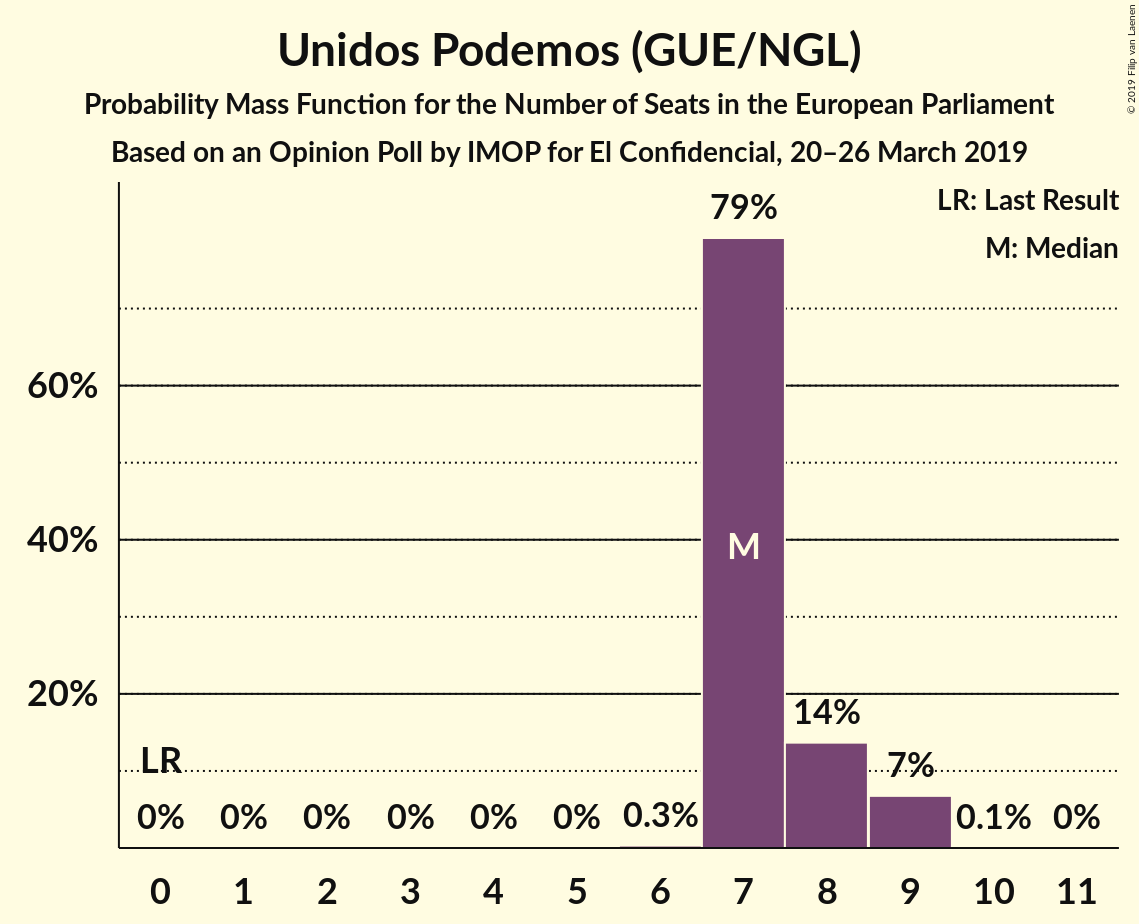 Unidos Podemos (GUE/NGL)
Probability Mass Function for the Number of Seats in the European Parliament
Based on an Opinion Poll by IMOP for El Confidencial, 20–26 March 2019
© 2019 Filip van Laenen
LR: Last Result
M: Median
79%
60%
40%
M
20%
14%
LR
7%
0% 0% 0% 0% 0% 0% 0.3% 0.1% 0%
0 1 2 3 4 5 6 7 8 9 10 11